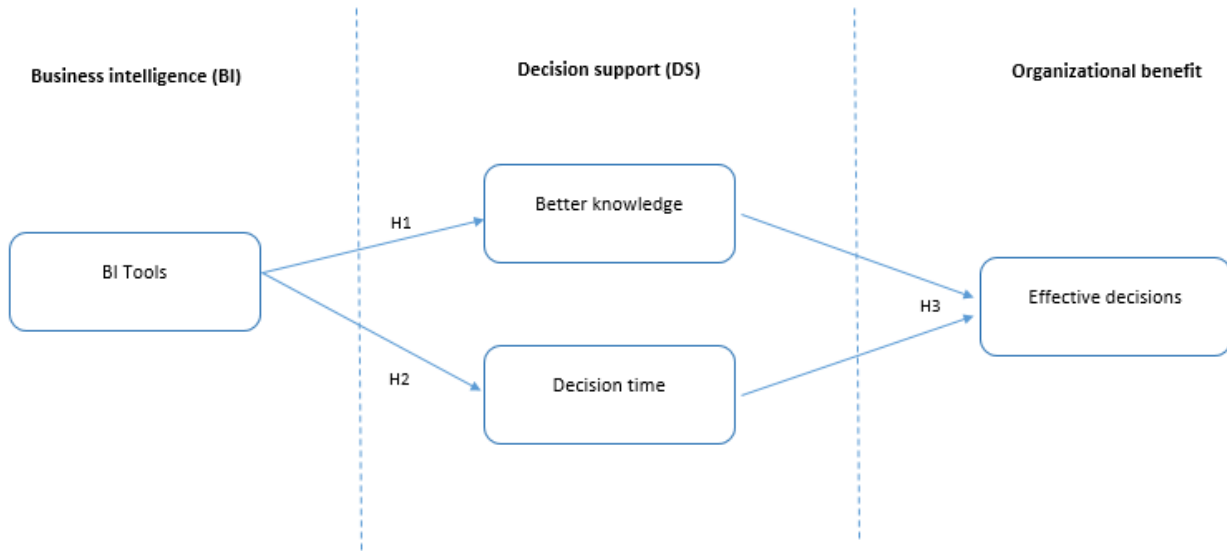 Business intelligence (BI)
Decision support (DS)
Organizational benefit
BI Tools
H1
Better knowledge
H2
Decision time
H3
Effective decisions